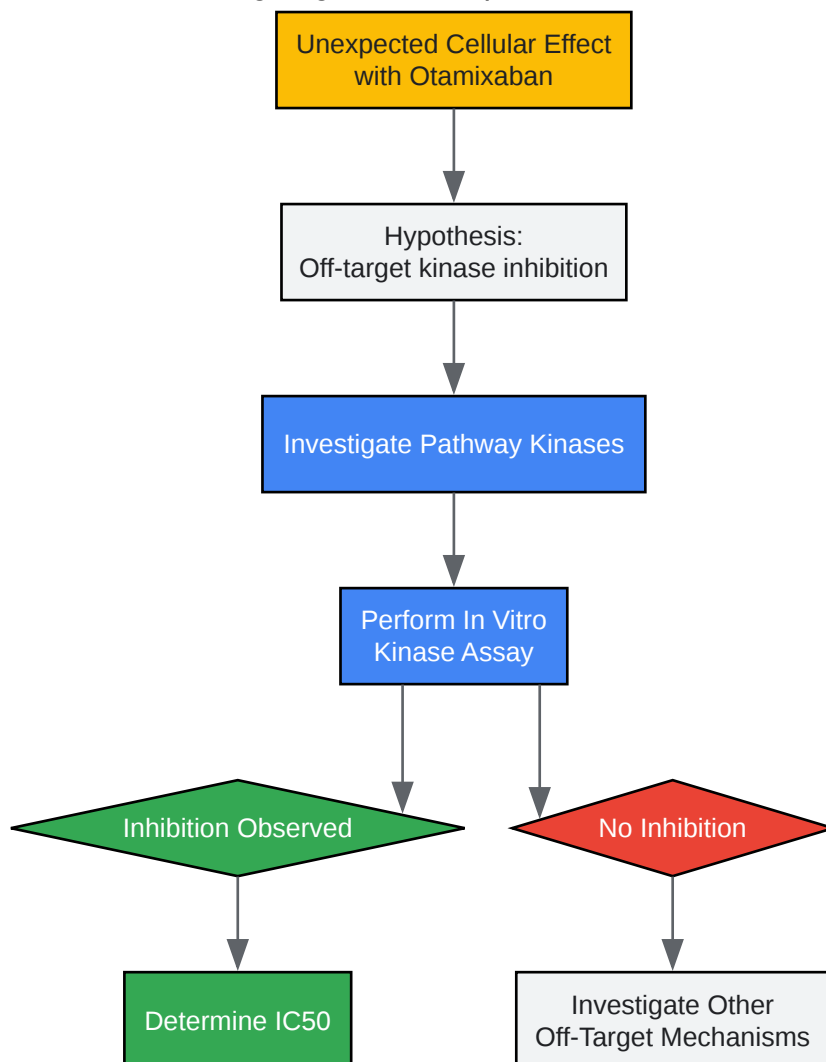 Unexpected Cellular Effect
with Otamixaban
Hypothesis:
Off-target kinase inhibition
Investigate Pathway Kinases
Perform In Vitro
Kinase Assay
Inhibition Observed
No Inhibition
Determine IC50
Investigate Other
Off-Target Mechanisms